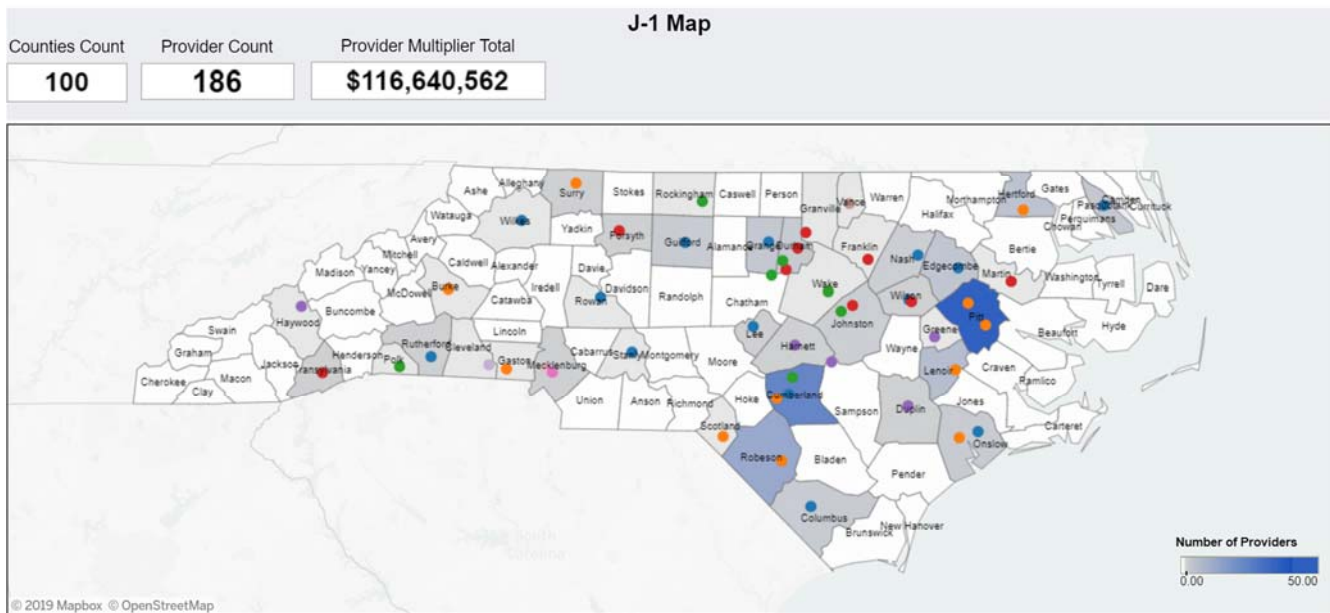 J-1 Map
Counties Count Provider Count Provider Multiplier Total
100 186 $116,640,562
Ashe Alleghany Surry Stokes Rockingham Caswell Person Granville Vance Warren Northampton Hertford Gates Camden Currituck
Watauga Wilkes Yadkin Forsyth Guilford Alamance Orange Durham Franklin Halifax Bertie Chowan Perquimans
Avery Mitchell Yancey Madison Caldwell Alexander Davie Iredell Davidson Nash Edgecombe Martin Washington Tyrrell Dare
McDowell Burke Catawba Rowan Randolph Chatham Wake Wilson Pitt Beaufort Hyde
Swain Haywood Buncombe Lincoln Johnston Greene
Graham Jackson Henderson Polk Rutherford Cleveland Gaston Mecklenburg Cabarrus Stanly Montgomery Moore Lee Harnett Wayne Lenoir Craven Pamlico
Cherokee Clay Macon Transylvania Union Anson Richmond Hoke Cumberland Sampson Duplin Jones Carteret
Scotland Robeson Bladen Pender Onslow
Columbus Brunswick New Hanover
South
Carolina
Number of Providers
0.00 50.00
© 2019 Mapbox © OpenStreetMap